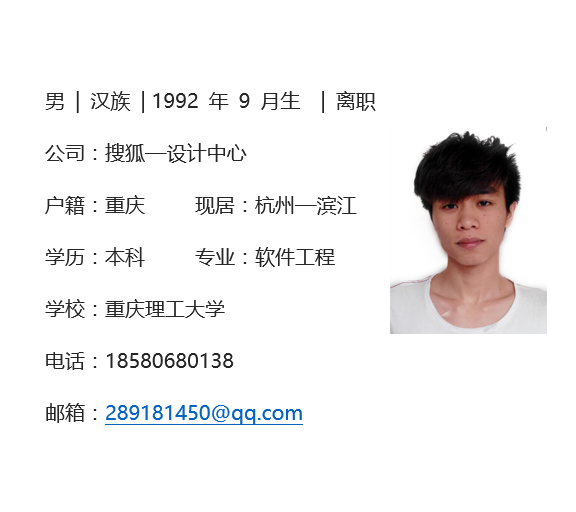 男 | 汉族 | 1992 年 9 月生 | 离职
公司：搜狐—设计中心
户籍：重庆 现居：杭州—滨江
学历：本科 专业：软件工程
学校：重庆理工大学
电话：18580680138
邮箱：289181450@qq.com